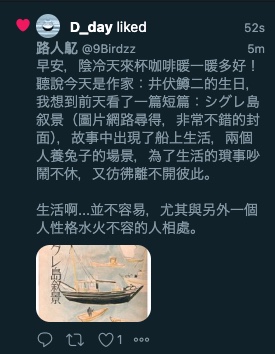 D_day liked
52s
路人髟 @9Birdzz
5m
早安，陰冷天來杯咖啡暖一暖多好！
聽說今天是作家：井伏鱒二的生日，
我想到前天看了一篇短篇：シグレ島
叙景（圖片網路尋得，非常不錯的封
面），故事中出現了船上生活，兩個
人養兔子的場景，為了生活的瑣事吵
鬧不休，又彷彿離不開彼此。
生活啊...並不容易，尤其與另外一個
人性格水火不容的人相處。
グレ島叙景
1